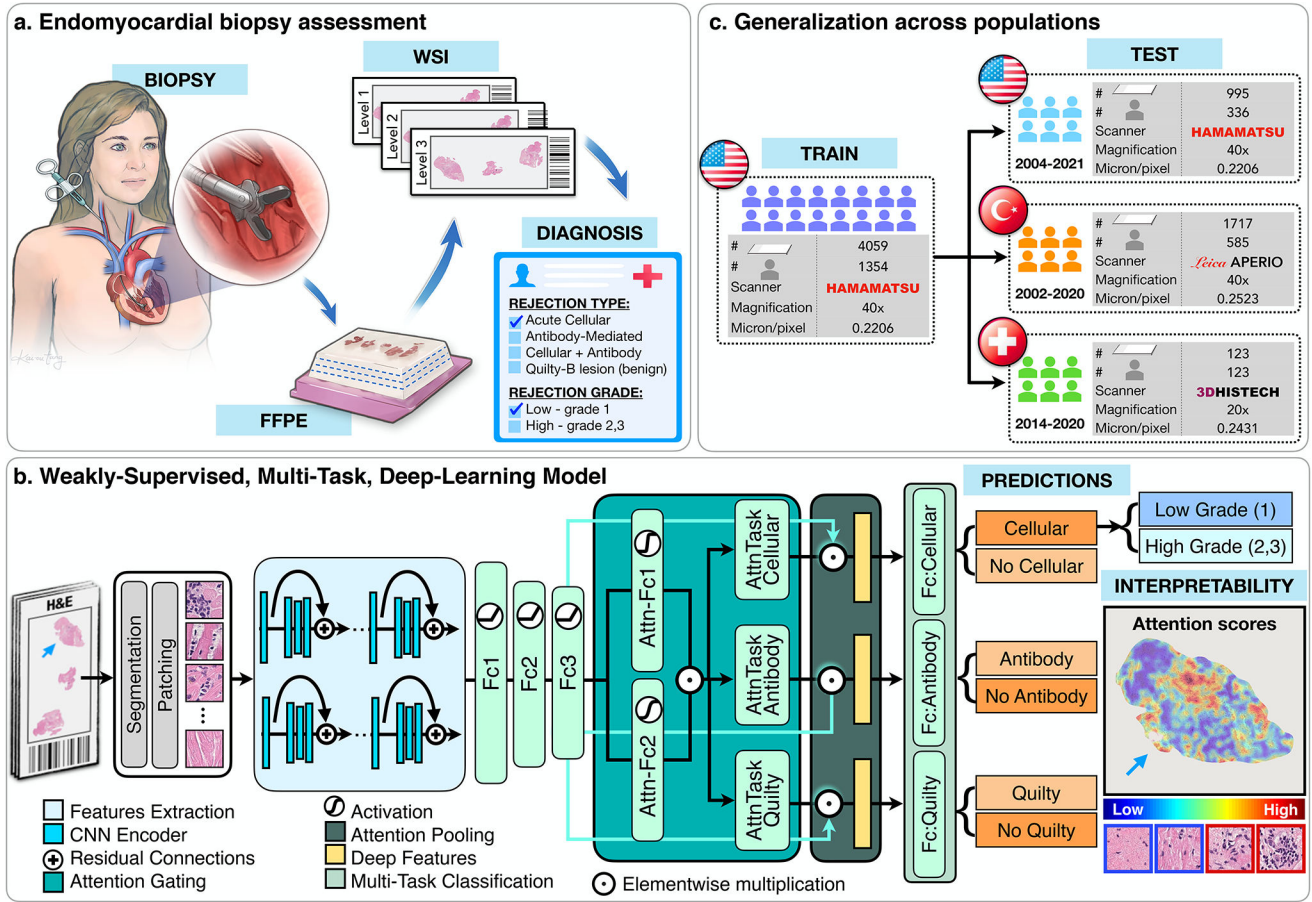 a. Endomyocardial biopsy assessment
BIOPSY
WSI
Level 1
Level 2
Level 3
DIAGNOSIS
REJECTION TYPE:
Acute Cellular
Antibody-Mediated
Cellular + Antibody
Quilty-B lesion (benign)
REJECTION GRADE:
Low - grade 1
High - grade 2,3
FFPE
c. Generalization across populations
TRAIN
# 4059
# 1354
Scanner HAMAMATSU
Magnification 40x
Micron/pixel 0.2206
TEST
2004-2021
# 995
# 336
Scanner HAMAMATSU
Magnification 40x
Micron/pixel 0.2206
2002-2020
# 1717
# 585
Scanner Leica APERIO
Magnification 40x
Micron/pixel 0.2523
2014-2020
# 123
# 123
Scanner 3DHISTECH
Magnification 20x
Micron/pixel 0.2431
b. Weakly-Supervised, Multi-Task, Deep-Learning Model
H&E
Segmentation
Patching
Fc1
Fc2
Fc3
Attn-Fc1
Attn-Fc2
AttnTask
Cellular
AttnTask
Antibody
AttnTask
Quilty
Fc:Cellular
Fc:Antibody
Fc:Quilty
PREDICTIONS
Cellular
No Cellular
Low Grade (1)
High Grade (2,3)
Antibody
No Antibody
Quilty
No Quilty
INTERPRETABILITY
Attention scores
Low High
Features Extraction
CNN Encoder
Residual Connections
Attention Gating
Activation
Attention Pooling
Deep Features
Multi-Task Classification
Elementwise multiplication